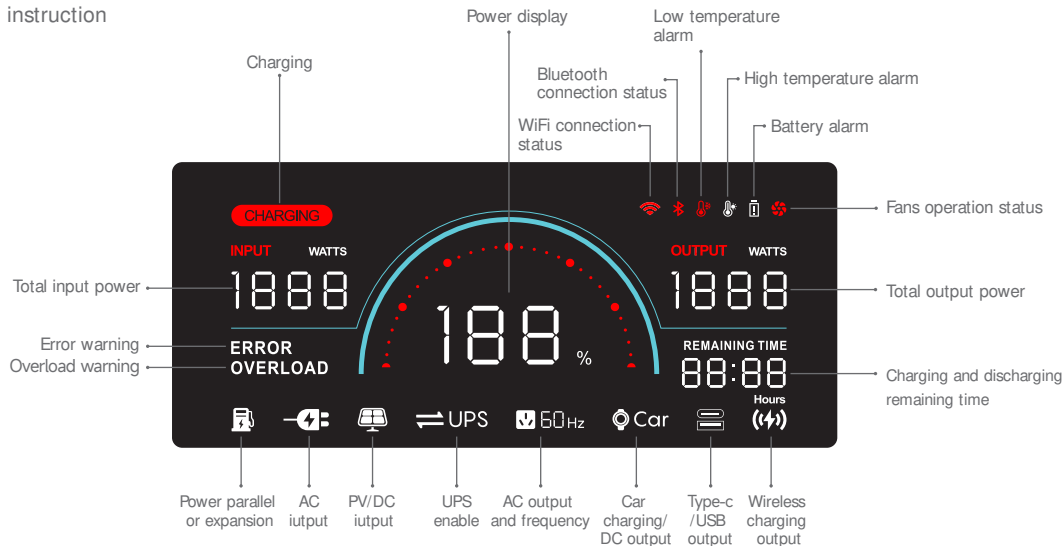 instruction
Power display
Low temperature
alarm
Charging
Bluetooth
connection status
High temperature alarm
WiFi connection
status
Battery alarm
CHARGING
Fans operation status
INPUT WATTS
OUTPUT WATTS
Total input power
1888
188 %
1888
Total output power
Error warning
ERROR
Overload warning
OVERLOAD
REMAINING TIME
88:88
Hours
Charging and discharging
remaining time
UPS
60 Hz
Car
Power parallel
or expansion
AC
iutput
PV/DC
iutput
UPS
enable
AC output
and frequency
Car
charging/
DC output
Type-c
/USB
output
Wireless
charging
output